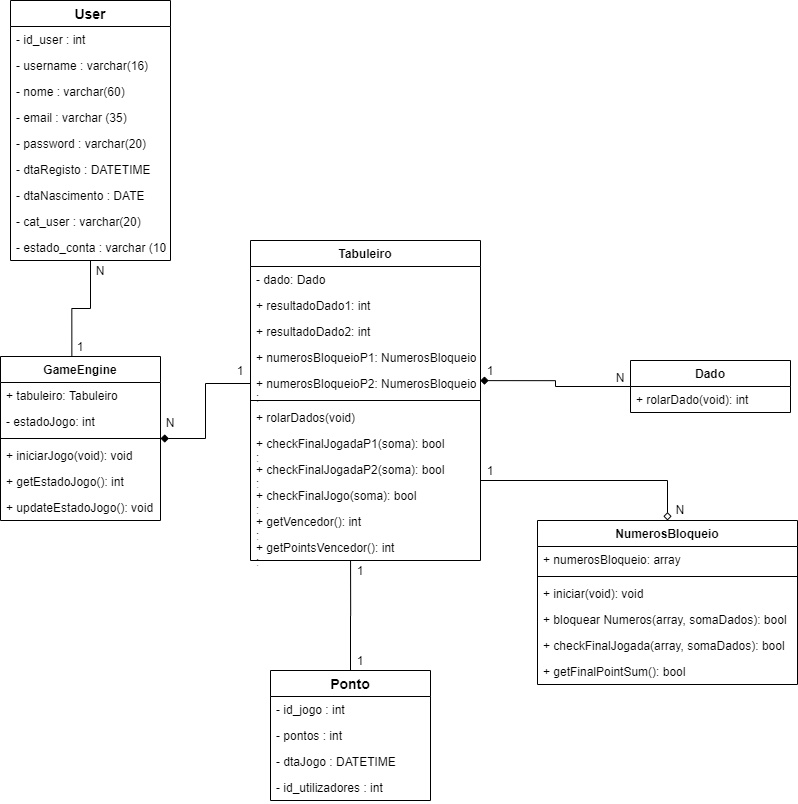 User
- id_user : int
- username : varchar(16)
- nome : varchar(60)
- email : varchar (35)
- password : varchar(20)
- dtaRegisto : DATETIME
- dtaNascimento : DATE
- cat_user : varchar(20)
- estado_conta : varchar (10
N
1
GameEngine
+ tabuleiro: Tabuleiro
- estadoJogo: int
+ iniciarJogo(void): void
+ getEstadoJogo(): int
+ updateEstadoJogo(): void
N
1
Tabuleiro
- dado: Dado
+ resultadoDado1: int
+ resultadoDado2: int
+ numerosBloqueioP1: NumerosBloqueio
+ numerosBloqueioP2: NumerosBloqueio
+ rolarDados(void)
+ checkFinalJogadaP1(soma): bool
+ checkFinalJogadaP2(soma): bool
+ checkFinalJogo(soma): bool
+ getVencedor(): int
+ getPointsVencedor(): int
1
N
Dado
+ rolarDado(void): int
1
N
NumerosBloqueio
+ numerosBloqueio: array
+ iniciar(void): void
+ bloquear Numeros(array, somaDados): bool
+ checkFinalJogada(array, somaDados): bool
+ getFinalPointSum(): bool
1
1
Ponto
- id_jogo : int
- pontos : int
- dtaJogo : DATETIME
- id_utilizadores : int